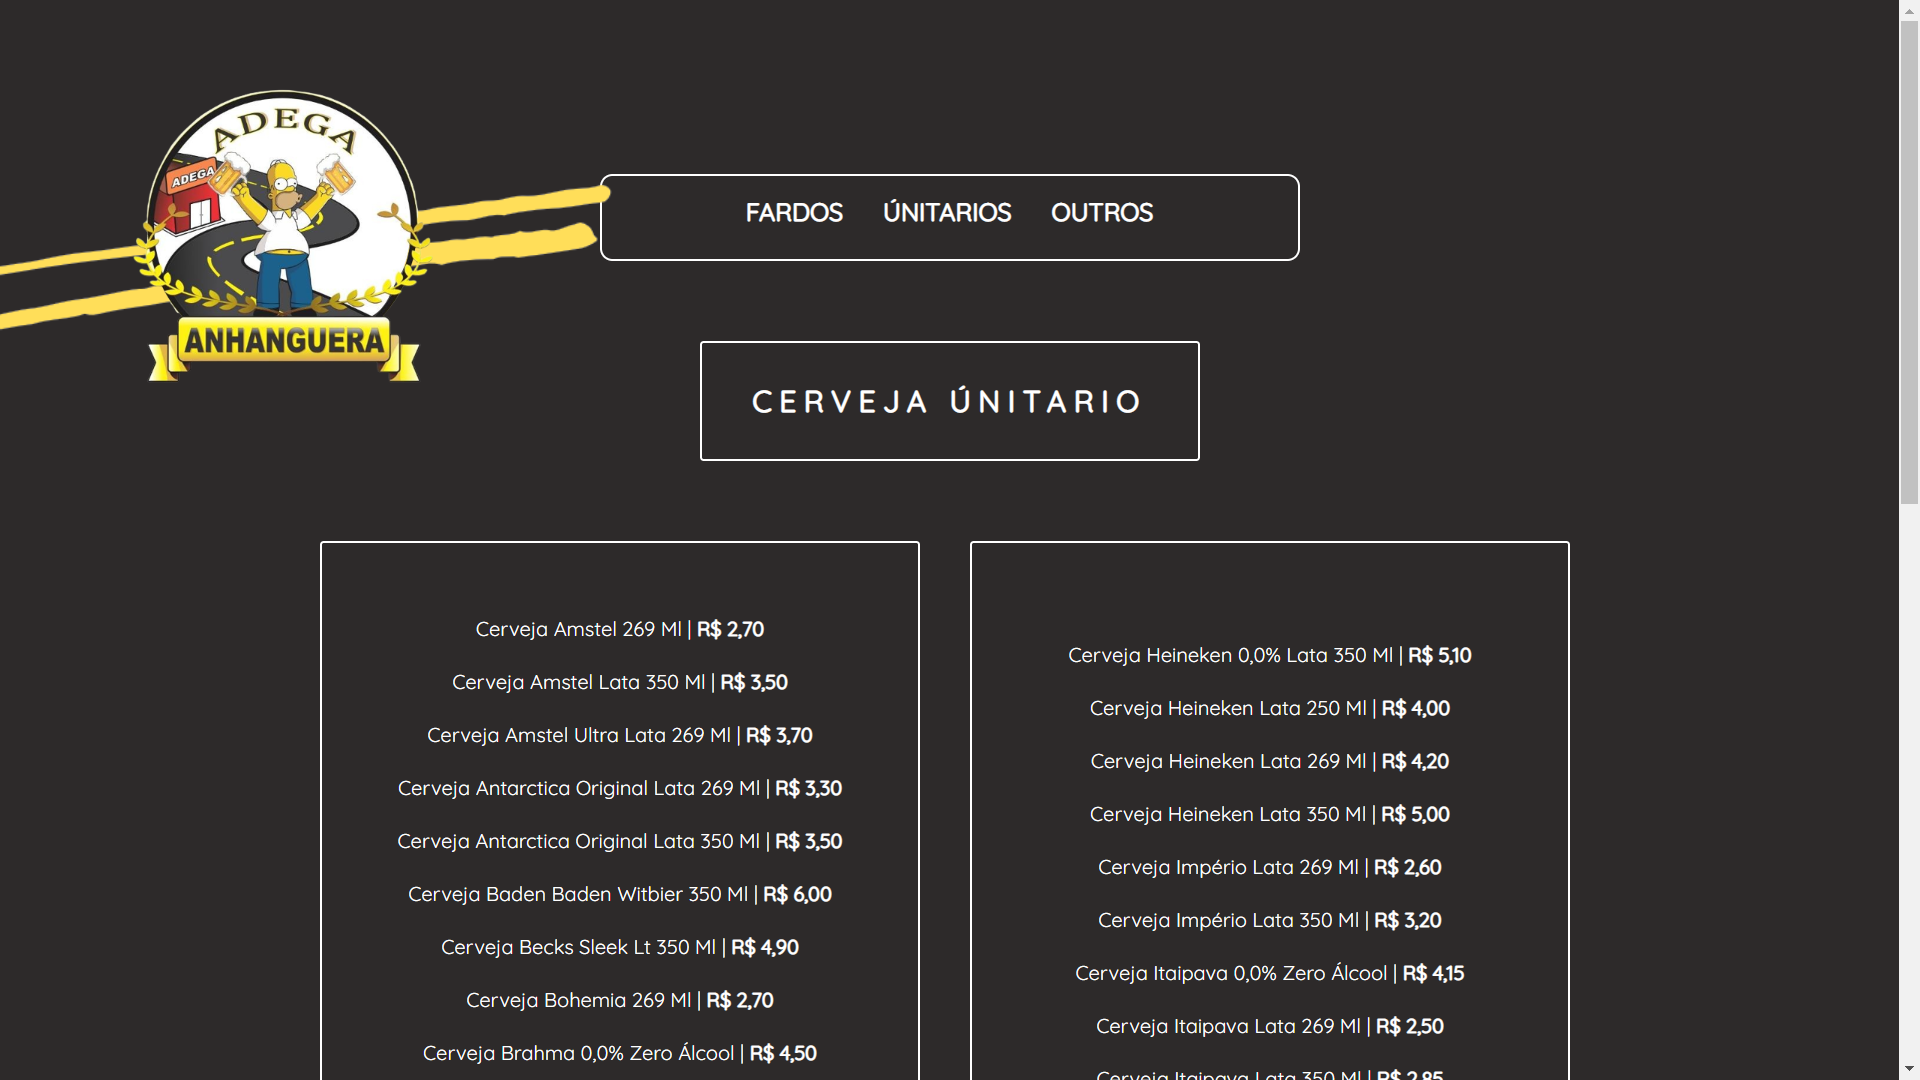 ADEGA
ADEGA
ANHANGUERA
FARDOS ÚNITARIOS OUTROS
CERVEJA ÚNITARIO
Cerveja Amstel 269 Ml | R$ 2,70
Cerveja Amstel Lata 350 Ml | R$ 3,50
Cerveja Amstel Ultra Lata 269 Ml | R$ 3,70
Cerveja Antarctica Original Lata 269 Ml | R$ 3,30
Cerveja Antarctica Original Lata 350 Ml | R$ 3,50
Cerveja Baden Baden Witbier 350 Ml | R$ 6,00
Cerveja Becks Sleek Lt 350 Ml | R$ 4,90
Cerveja Bohemia 269 Ml | R$ 2,70
Cerveja Brahma 0,0% Zero Álcool | R$ 4,50
Cerveja Heineken 0,0% Lata 350 Ml | R$ 5,10
Cerveja Heineken Lata 250 Ml | R$ 4,00
Cerveja Heineken Lata 269 Ml | R$ 4,20
Cerveja Heineken Lata 350 Ml | R$ 5,00
Cerveja Império Lata 269 Ml | R$ 2,60
Cerveja Império Lata 350 Ml | R$ 3,20
Cerveja Itaipava 0,0% Zero Álcool | R$ 4,15
Cerveja Itaipava Lata 269 Ml | R$ 2,50
Cerveja Itaipava Lata 350 Ml | R$ 2,85